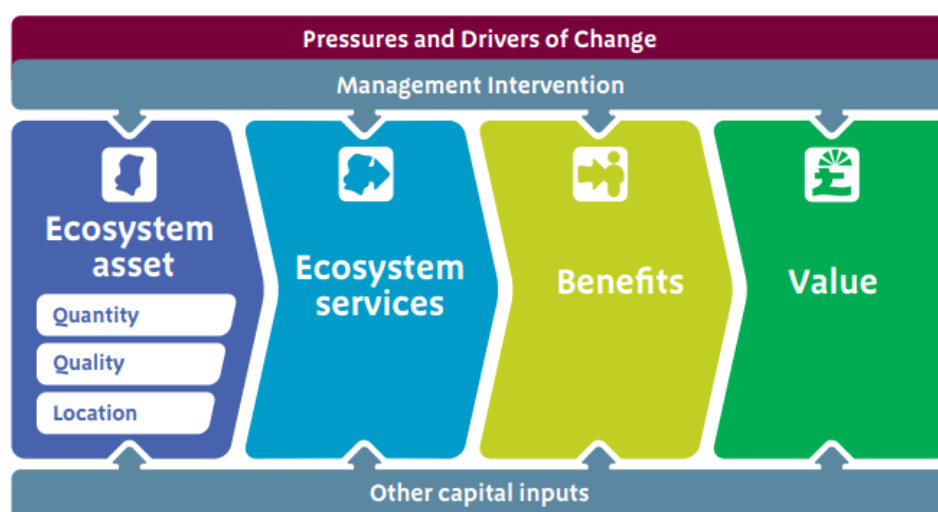 Pressures and Drivers of Change
Management Intervention
Ecosystem
asset
Quantity
Quality
Location
Ecosystem
services
Benefits
£
Value
Other capital inputs